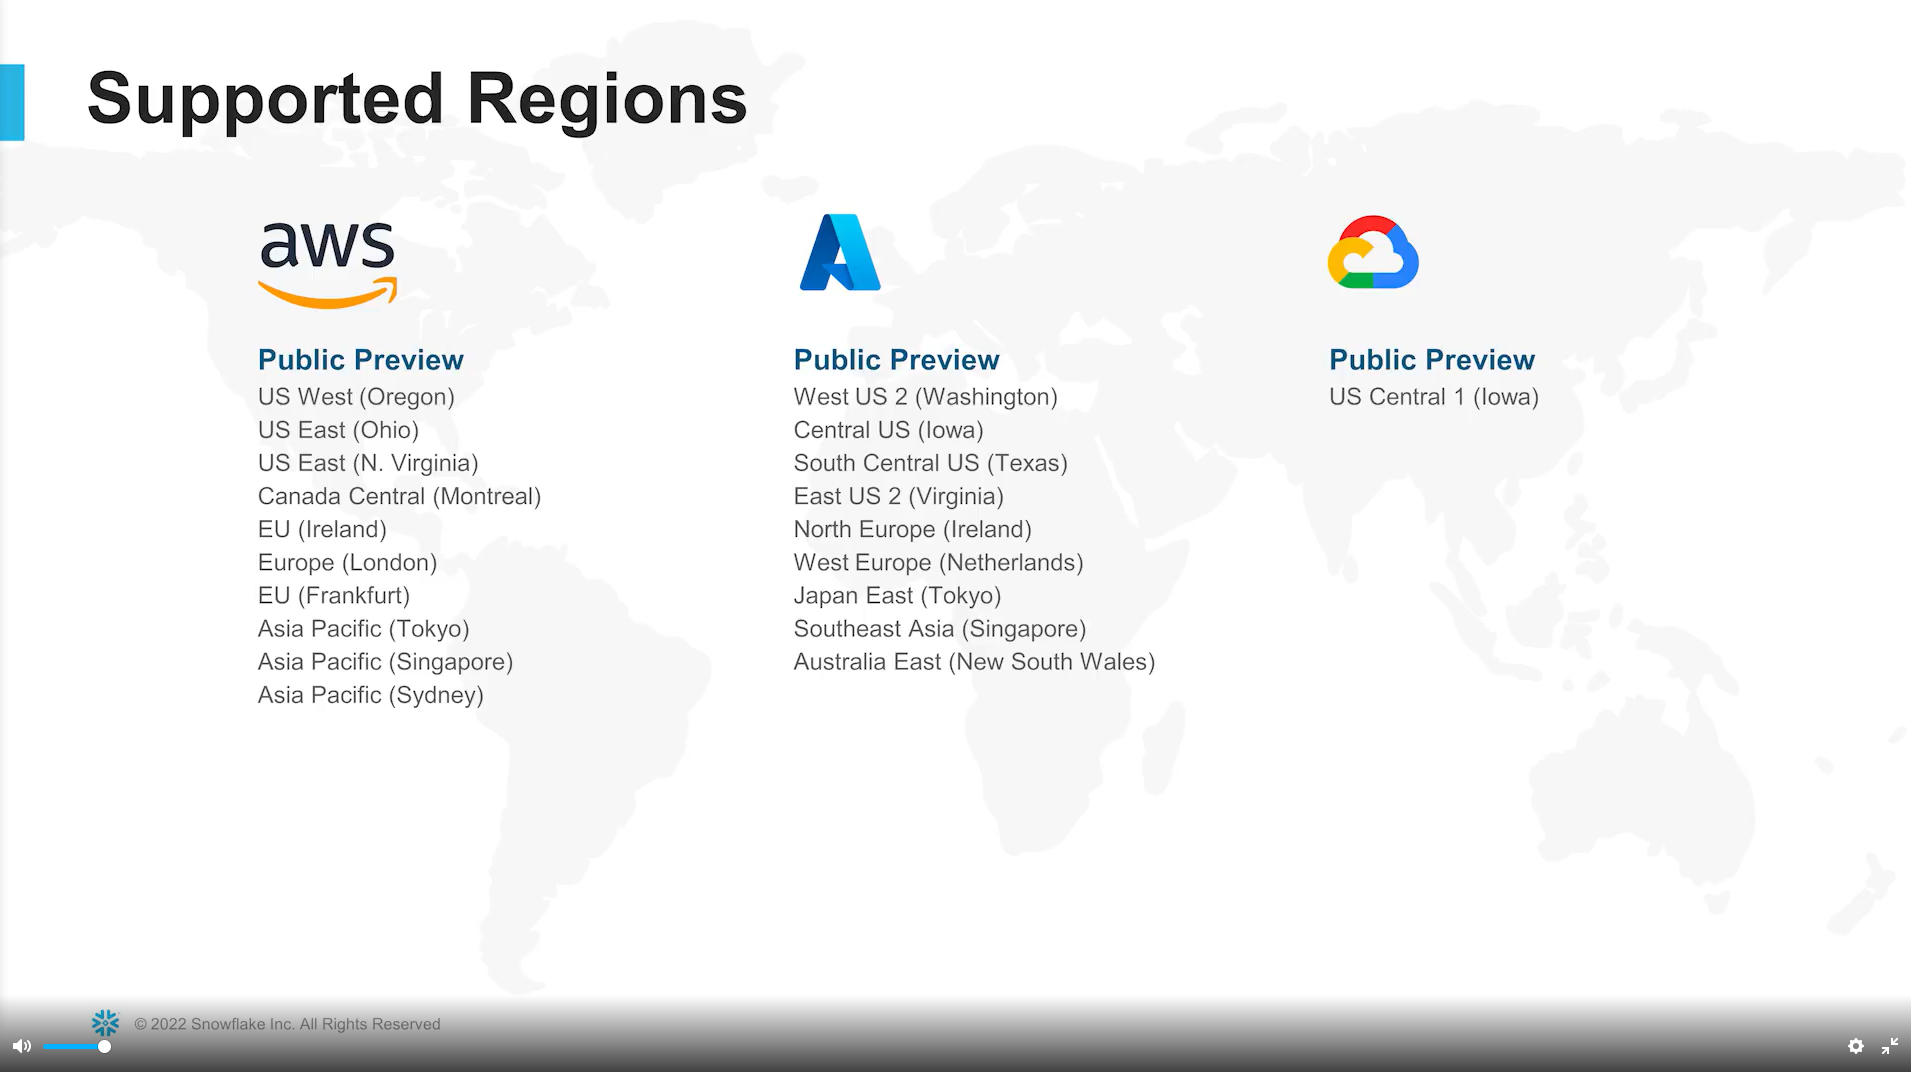 Supported Regions
aws
Public Preview
US West (Oregon)
US East (Ohio)
US East (N. Virginia)
Canada Central (Montreal)
EU (Ireland)
Europe (London)
EU (Frankfurt)
Asia Pacific (Tokyo)
Asia Pacific (Singapore)
Asia Pacific (Sydney)
Public Preview
West US 2 (Washington)
Central US (Iowa)
South Central US (Texas)
East US 2 (Virginia)
North Europe (Ireland)
West Europe (Netherlands)
Japan East (Tokyo)
Southeast Asia (Singapore)
Australia East (New South Wales)
Public Preview
US Central 1 (Iowa)
© 2022 Snowflake Inc. All Rights Reserved